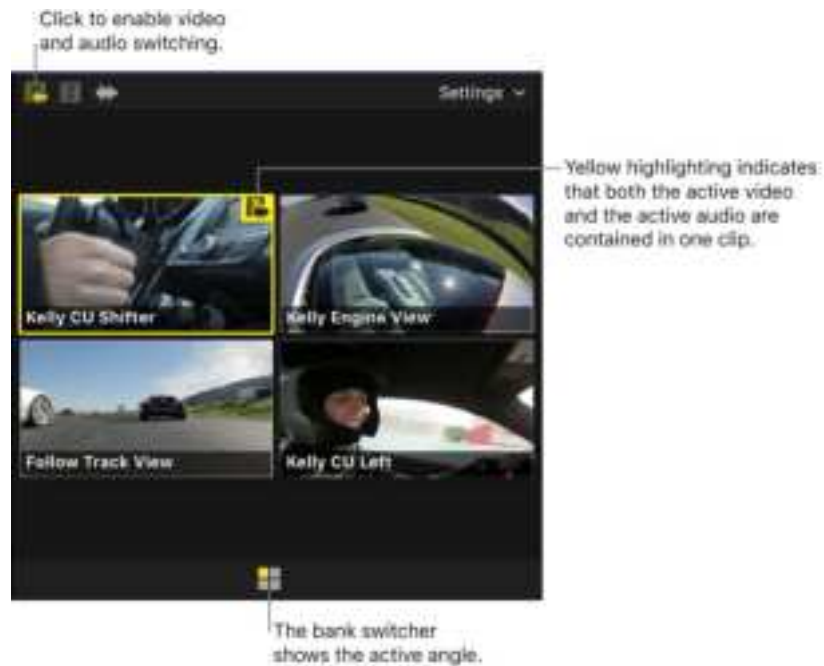 Click to enable video
and audio switching.
Settings
Yellow highlighting indicates
that both the active video
and the active audio are
contained in one clip.
Kelly CU Shifter
Kelly Engine View
Follow Track View
Kelly CU Left
The bank switcher
shows the active angle.